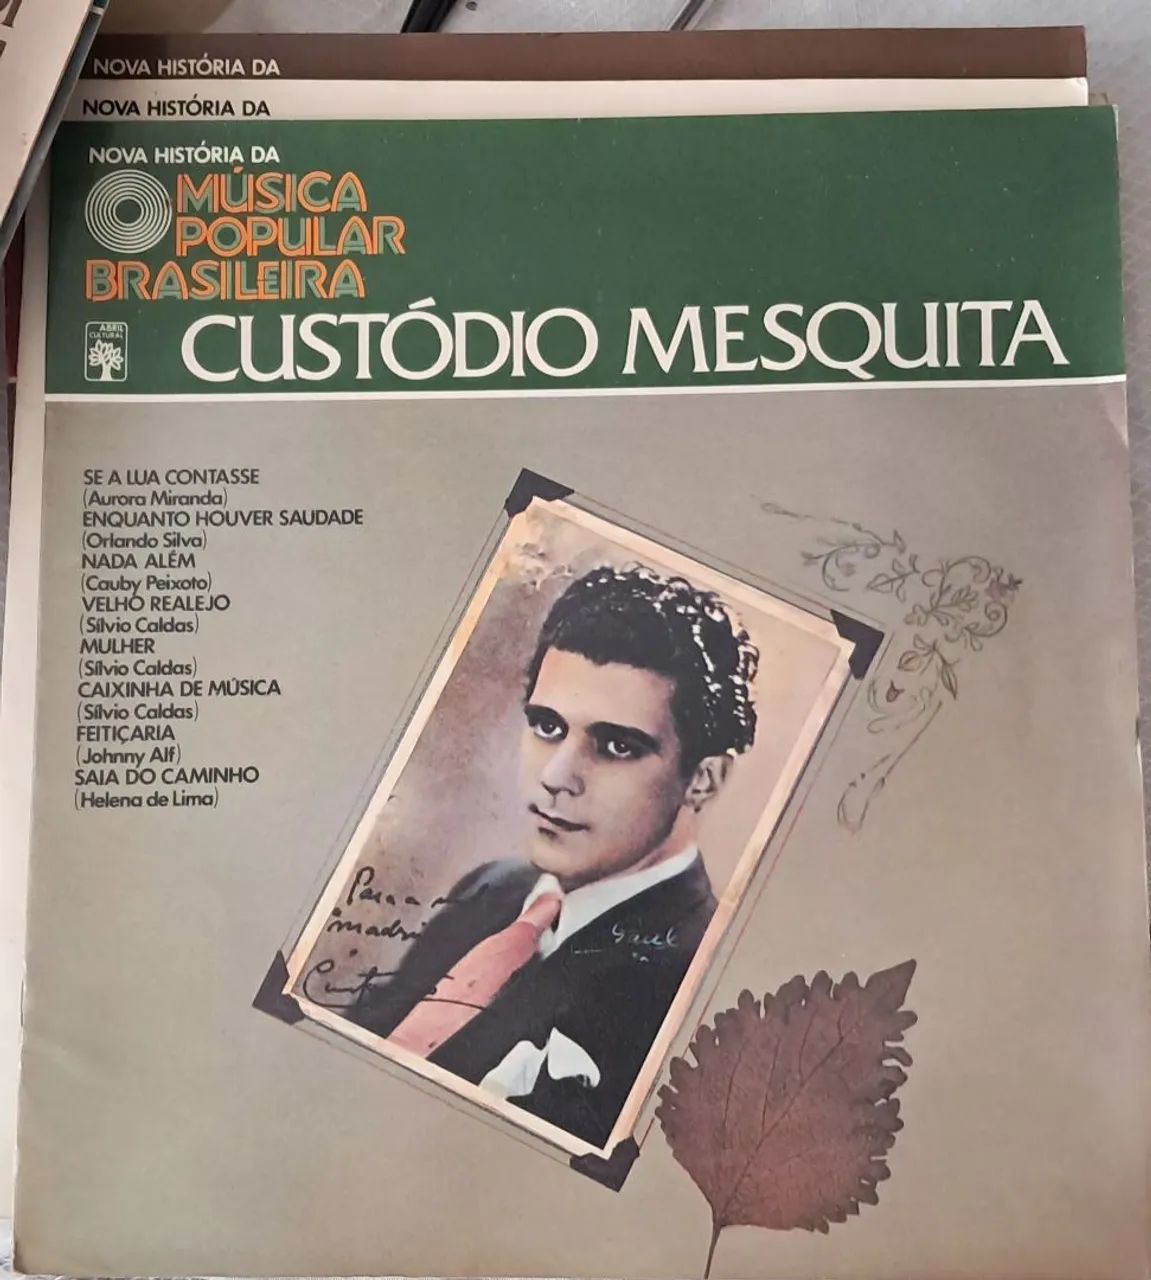 NOVA HISTÓRIA DA
NOVA HISTÓRIA DA
NOVA HISTÓRIA DA
MÚSICA
POPULAR
BRASILEIRA
ABRIL
CULTURAL
CUSTÓDIO MESQUITA
SE A LUA CONTASSE
(Aurora Miranda)
ENQUANTO HOUVER SAUDADE
(Orlando Silva)
NADA ALÉM
(Cauby Peixoto)
VELHO REALEJO
(Sílvio Caldas)
MULHER
(Sílvio Caldas)
CAIXINHA DE MÚSICA
(Sílvio Caldas)
FEITIÇARIA
(Johnny Alf)
SAIA DO CAMINHO
(Helena de Lima)
Para a